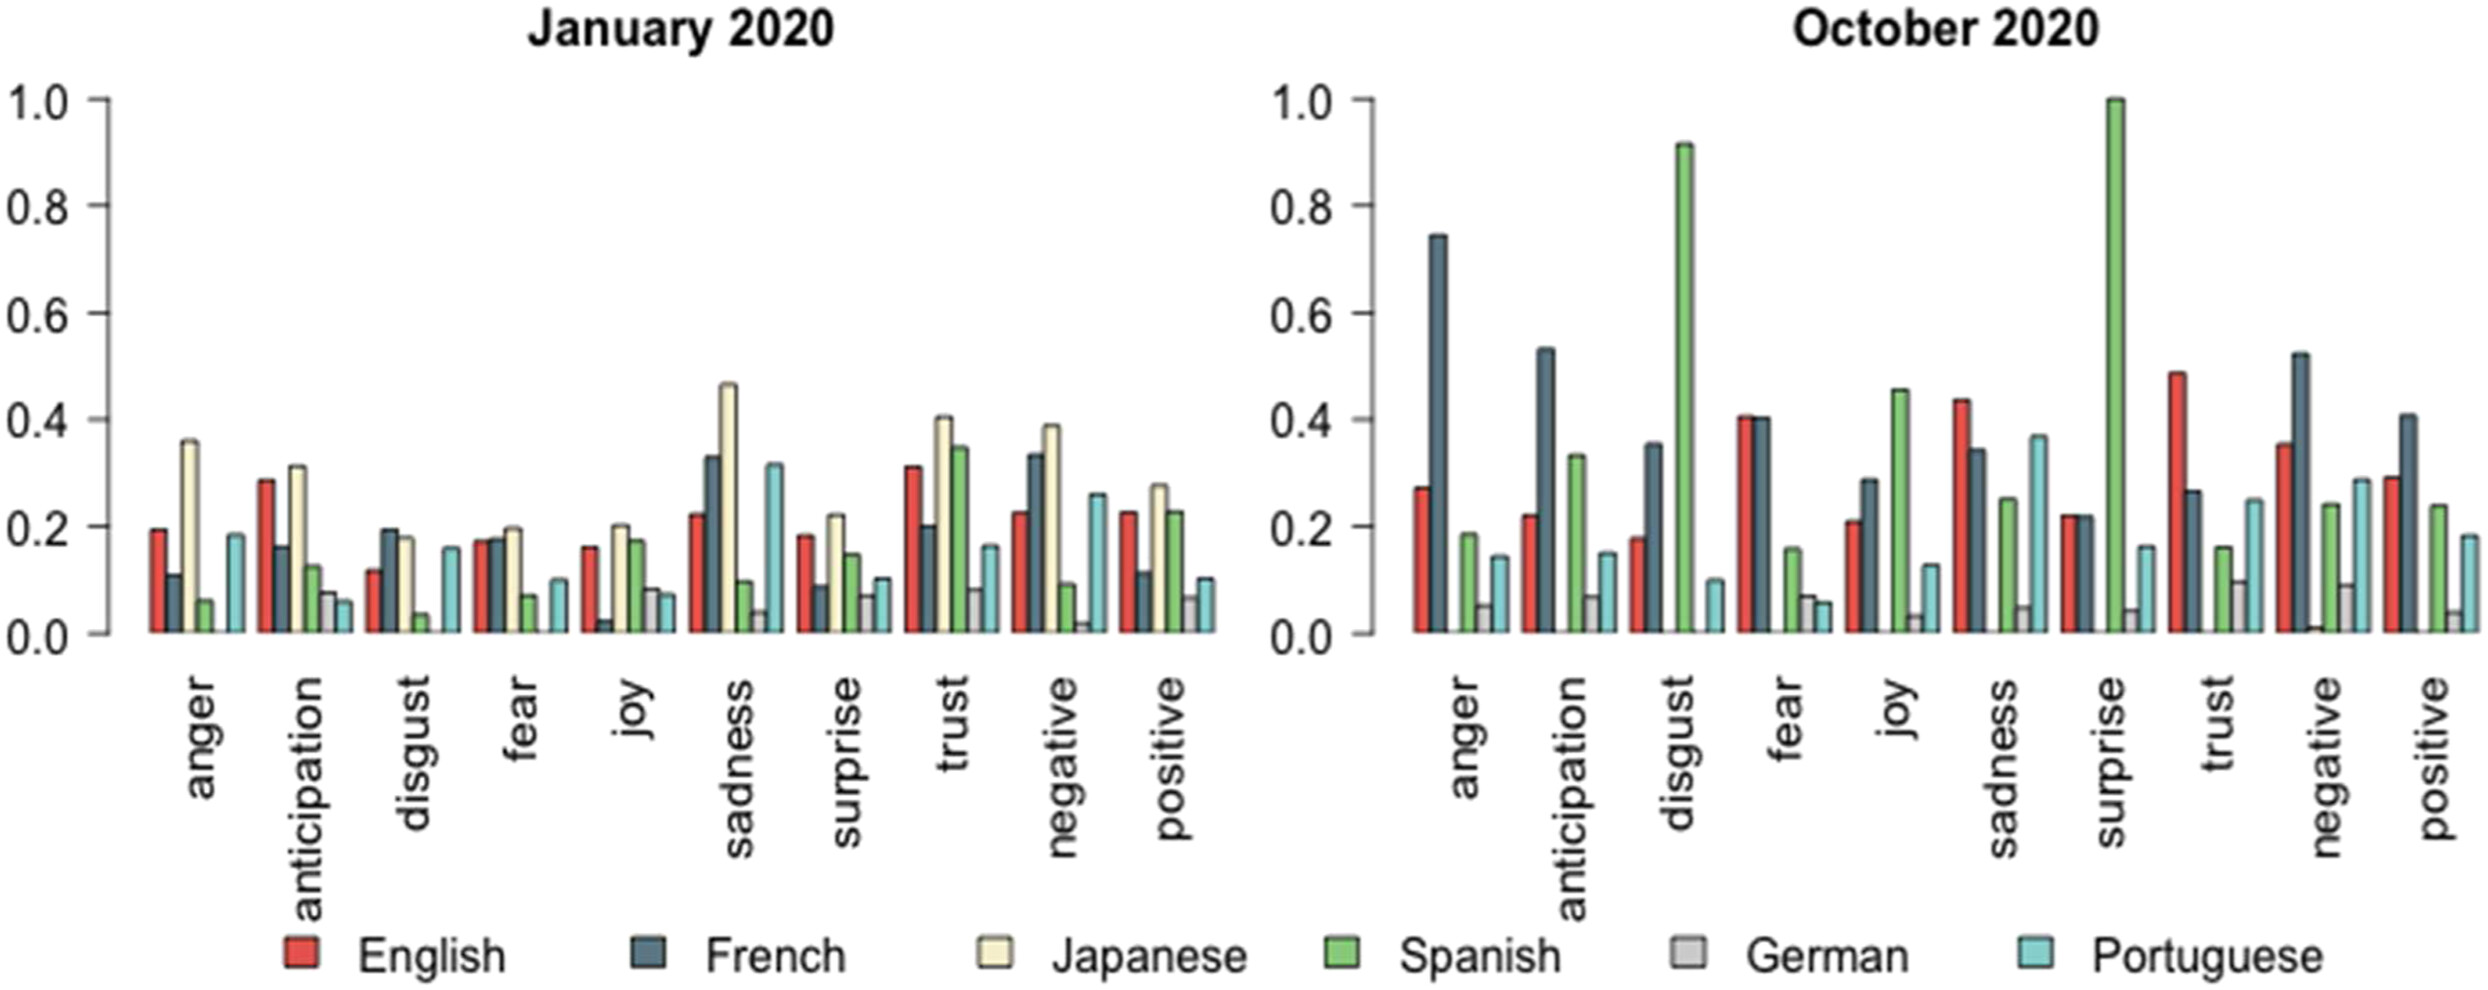 January 2020
1.0
0.8
0.6
0.4
0.2
0.0
anger
anticipation
disgust
fear
joy
sadness
surprise
trust
negative
positive
October 2020
1.0
0.8
0.6
0.4
0.2
0.0
anger
anticipation
disgust
fear
joy
sadness
surprise
trust
negative
positive
English French Japanese Spanish German Portuguese